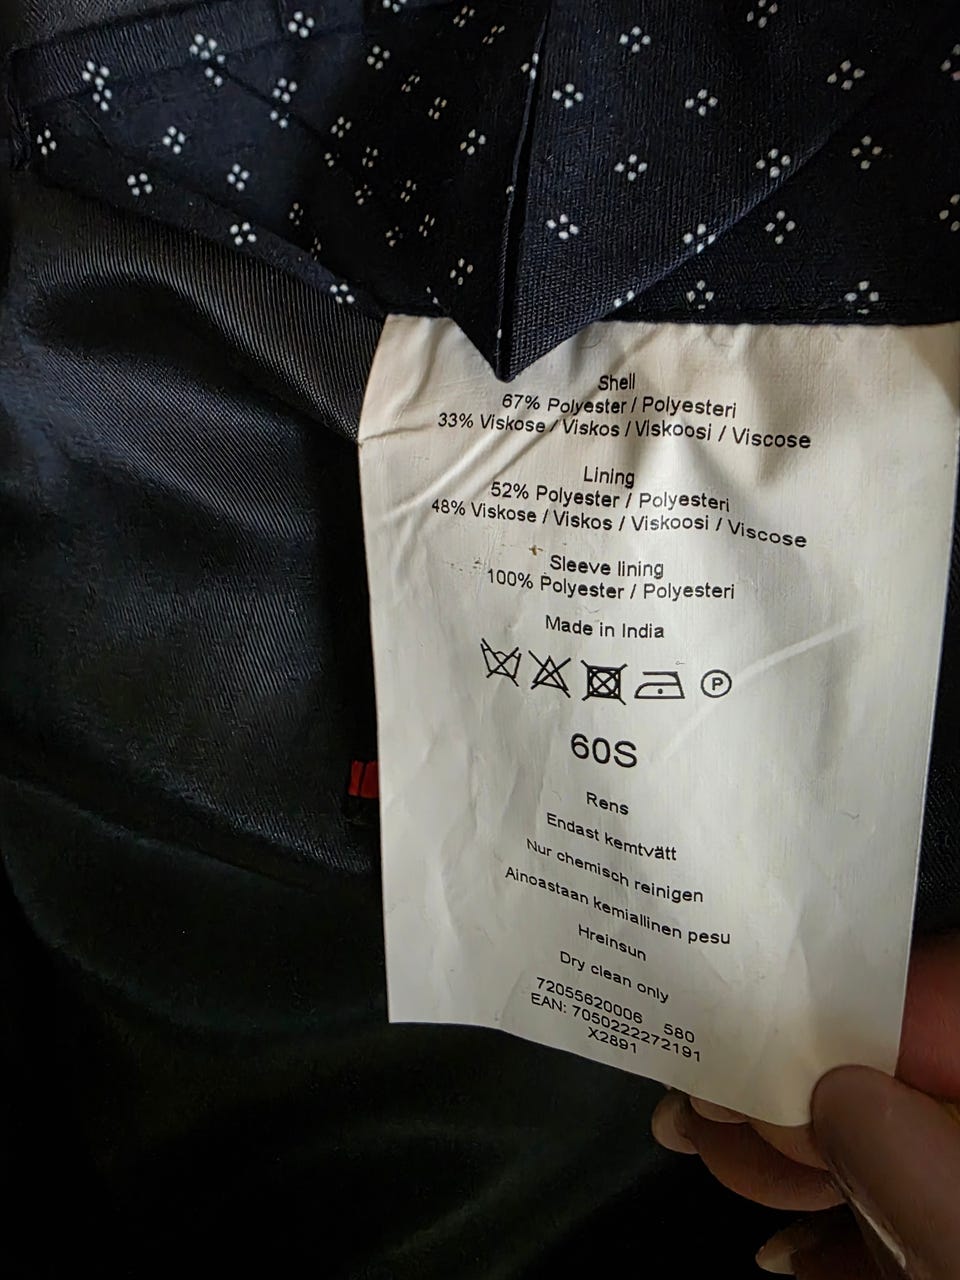 Shell
67% Polyester / Polyesteri
33% Viskose / Viskos / Viskoosi / Viscose
Lining
52% Polyester / Polyesteri
48% Viskose / Viskos / Viskoosi / Viscose
Sleeve lining
100% Polyester / Polyesteri
Made in India
P
60S
Rens
Endast kemtvätt
Nur chemisch reinigen
Ainoastaan kemiallinen pesu
Hreinsun
Dry clean only
72055620006 580
EAN: 7050222272191
X2891